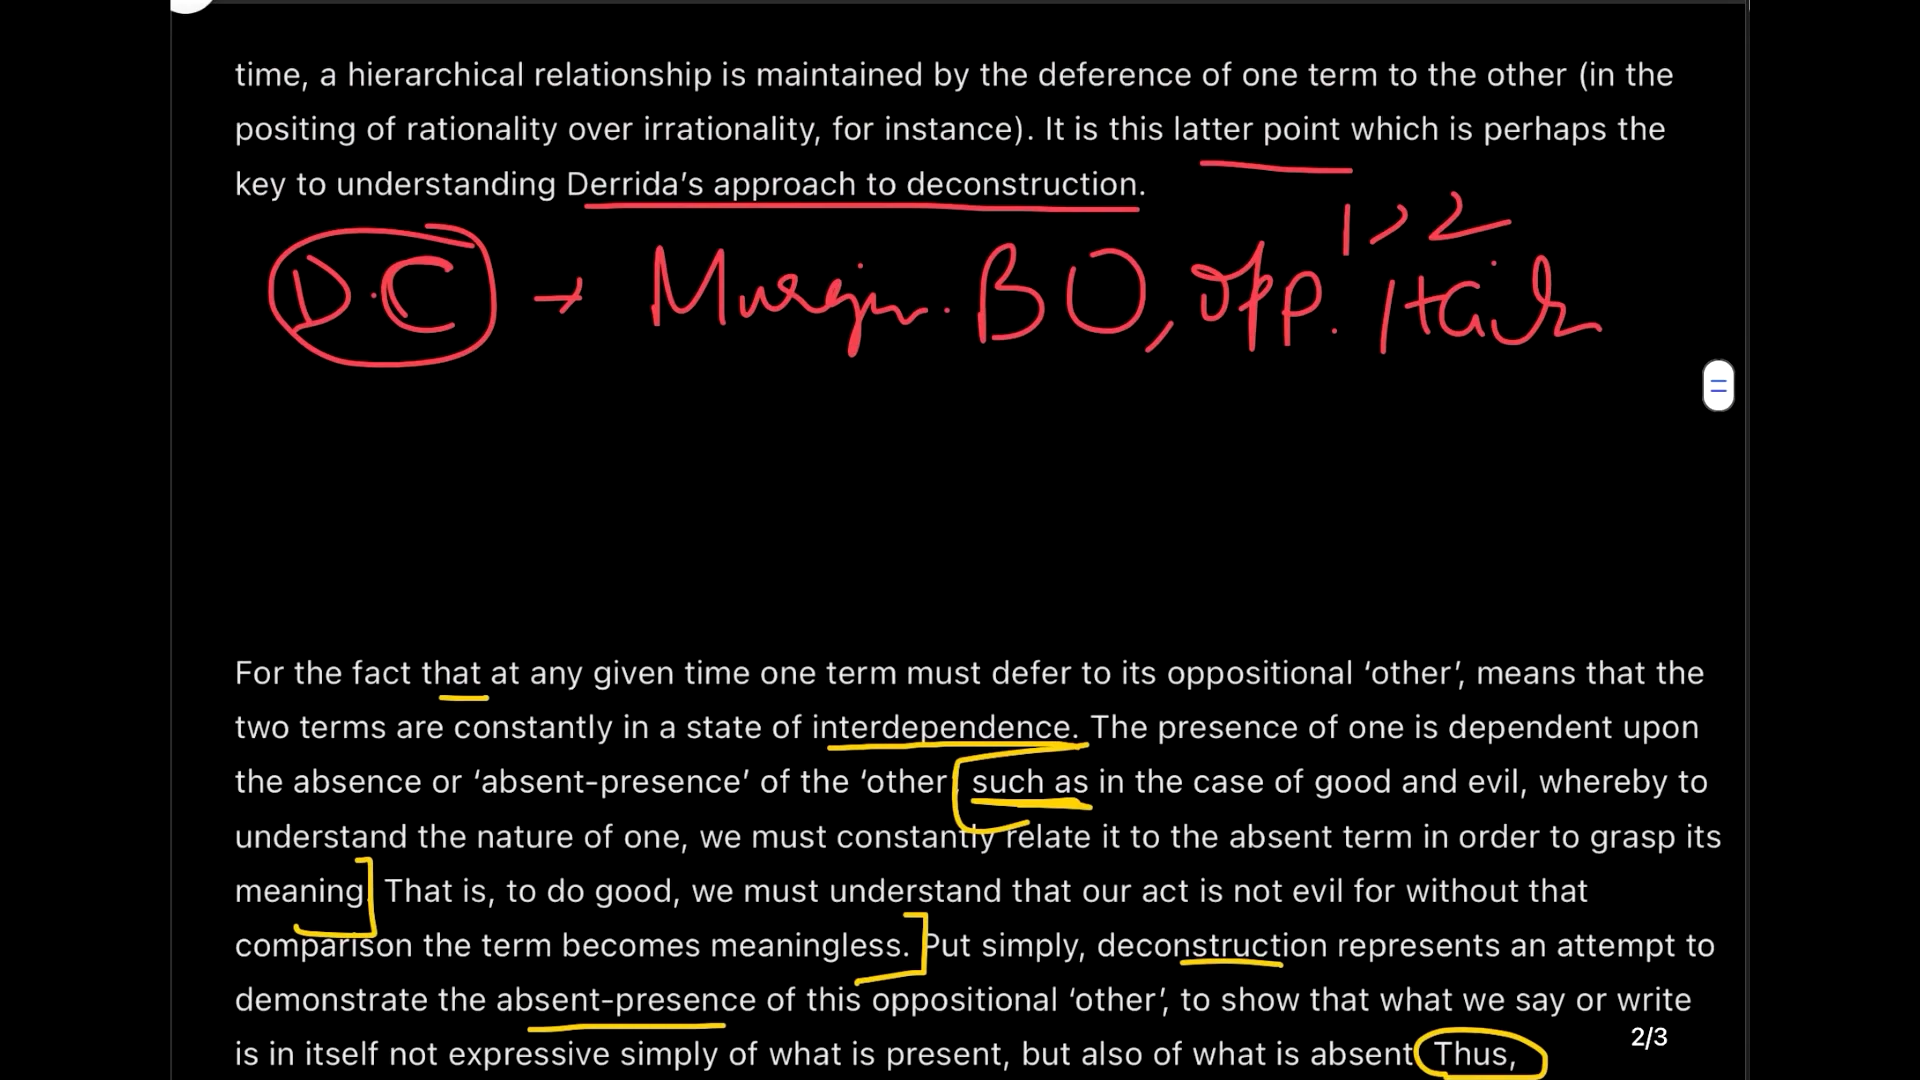 time, a hierarchical relationship is maintained by the deference of one term to the other (in the
positing of rationality over irrationality, for instance). It is this latter point which is perhaps the
key to understanding Derrida’s approach to deconstruction.
1 > 2
D.C → Margin. BO, opp.
For the fact that at any given time one term must defer to its oppositional ‘other’, means that the
two terms are constantly in a state of interdependence. The presence of one is dependent upon
the absence or ‘absent-presence’ of the ‘other such as in the case of good and evil, whereby to
understand the nature of one, we must constantly relate it to the absent term in order to grasp its
meaning That is, to do good, we must understand that our act is not evil for without that
comparison the term becomes meaningless. Put simply, deconstruction represents an attempt to
demonstrate the absent-presence of this oppositional ‘other’, to show that what we say or write
is in itself not expressive simply of what is present, but also of what is absent Thus,
2/3